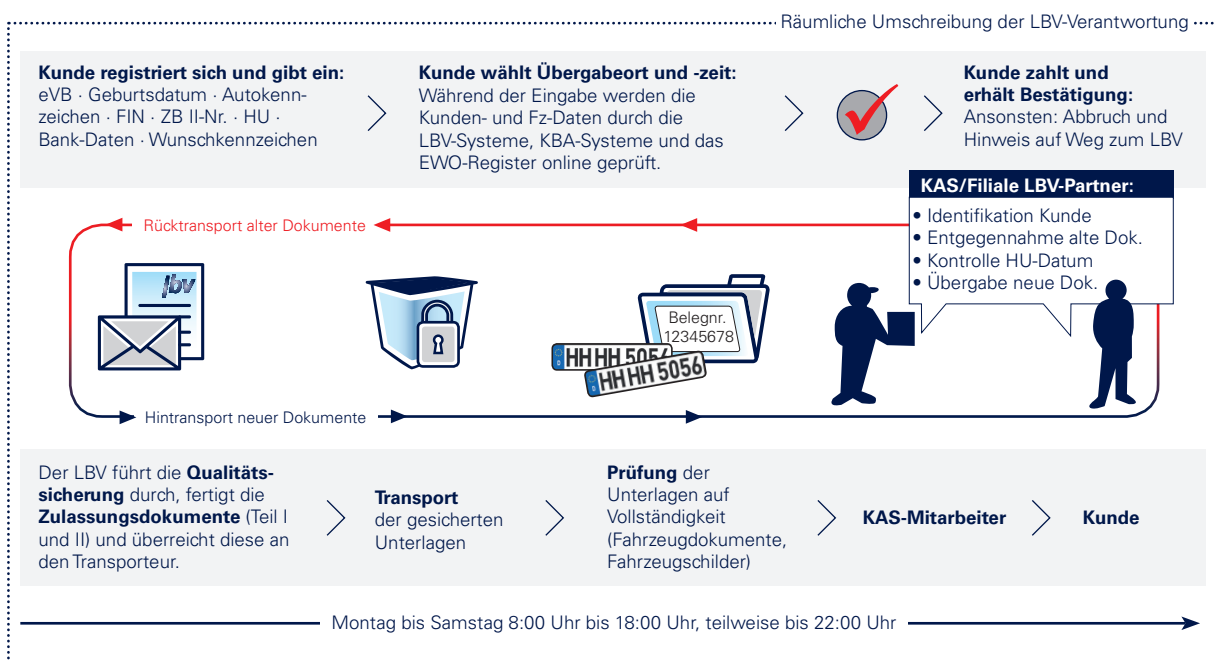 Räumliche Umschreibung der LBV-Verantwortung
Kunde registriert sich und gibt ein:
eVB · Geburtsdatum · Autokenn-
zeichen · FIN · ZB II-Nr. · HU ·
Bank-Daten · Wunschkennzeichen
Kunde wählt Übergabeort und -zeit:
Während der Eingabe werden die
Kunden- und Fz-Daten durch die
LBV-Systeme, KBA-Systeme und das
EWO-Register online geprüft.
Kunde zahlt und
erhält Bestätigung:
Ansonsten: Abbruch und
Hinweis auf Weg zum LBV
KAS/Filiale LBV-Partner:
• Identifikation Kunde
• Entgegennahme alte Dok.
• Kontrolle HU-Datum
• Übergabe neue Dok.
Rücktransport alter Dokumente
lbv
Belegnr.
12345678
HH HH 5056
D
HH HH 5056
D
Hintransport neuer Dokumente
Der LBV führt die Qualitäts-
sicherung durch, fertigt die
Zulassungsdokumente (Teil I
und II) und überreicht diese an
den Transporteur.
Transport
der gesicherten
Unterlagen
Prüfung der
Unterlagen auf
Vollständigkeit
(Fahrzeugdokumente,
Fahrzeugschilder)
KAS-Mitarbeiter
Kunde
Montag bis Samstag 8:00 Uhr bis 18:00 Uhr, teilweise bis 22:00 Uhr